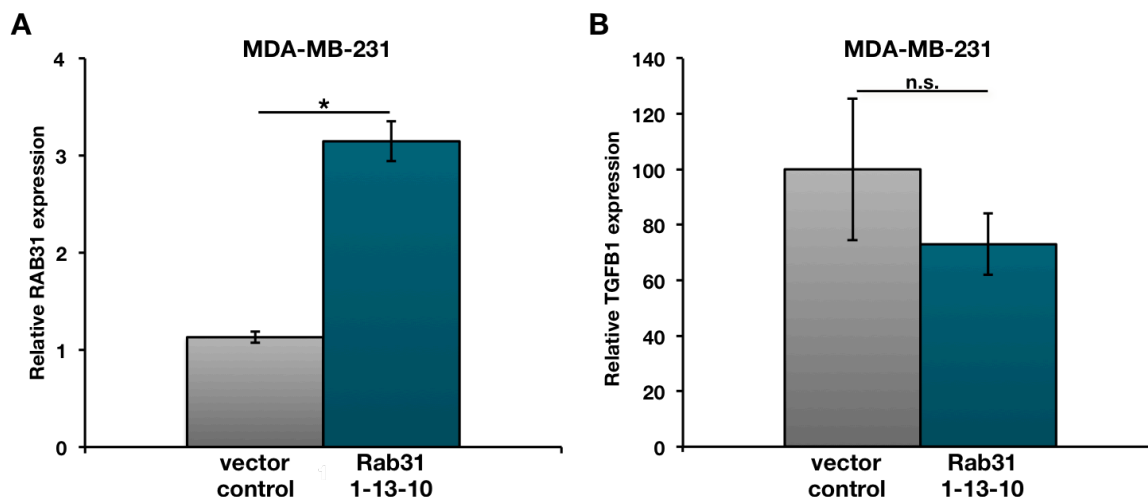 A
MDA-MB-231
4
3
2
1
0
Relative RAB31 expression
*
vector
control
Rab31
1-13-10
B
MDA-MB-231
140
120
100
80
60
40
20
0
Relative TGFB1 expression
n.s.
vector
control
Rab31
1-13-10